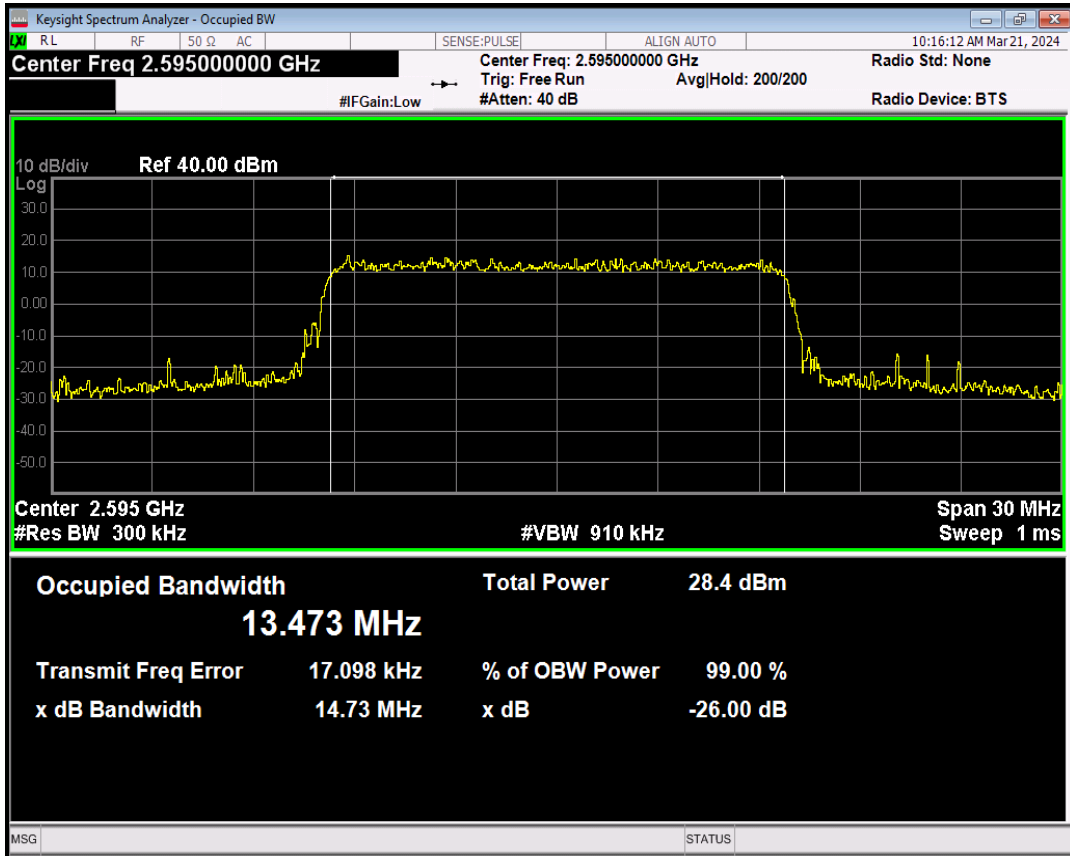 Keysight Spectrum Analyzer - Occupied BW
LXI RL RF 50 Ω AC SENSE:PULSE ALIGN AUTO 10:16:12 AM Mar 21, 2024
Center Freq 2.595000000 GHz Center Freq: 2.595000000 GHz Radio Std: None
Trig: Free Run Avg|Hold: 200/200
#IFGain:Low #Atten: 40 dB Radio Device: BTS
10 dB/div Ref 40.00 dBm
Log
30.0
20.0
10.0
0.00
-10.0
-20.0
-30.0
-40.0
-50.0
Center 2.595 GHz Span 30 MHz
#Res BW 300 kHz #VBW 910 kHz Sweep 1 ms
Occupied Bandwidth Total Power 28.4 dBm
13.473 MHz
Transmit Freq Error 17.098 kHz % of OBW Power 99.00 %
x dB Bandwidth 14.73 MHz x dB -26.00 dB
MSG STATUS